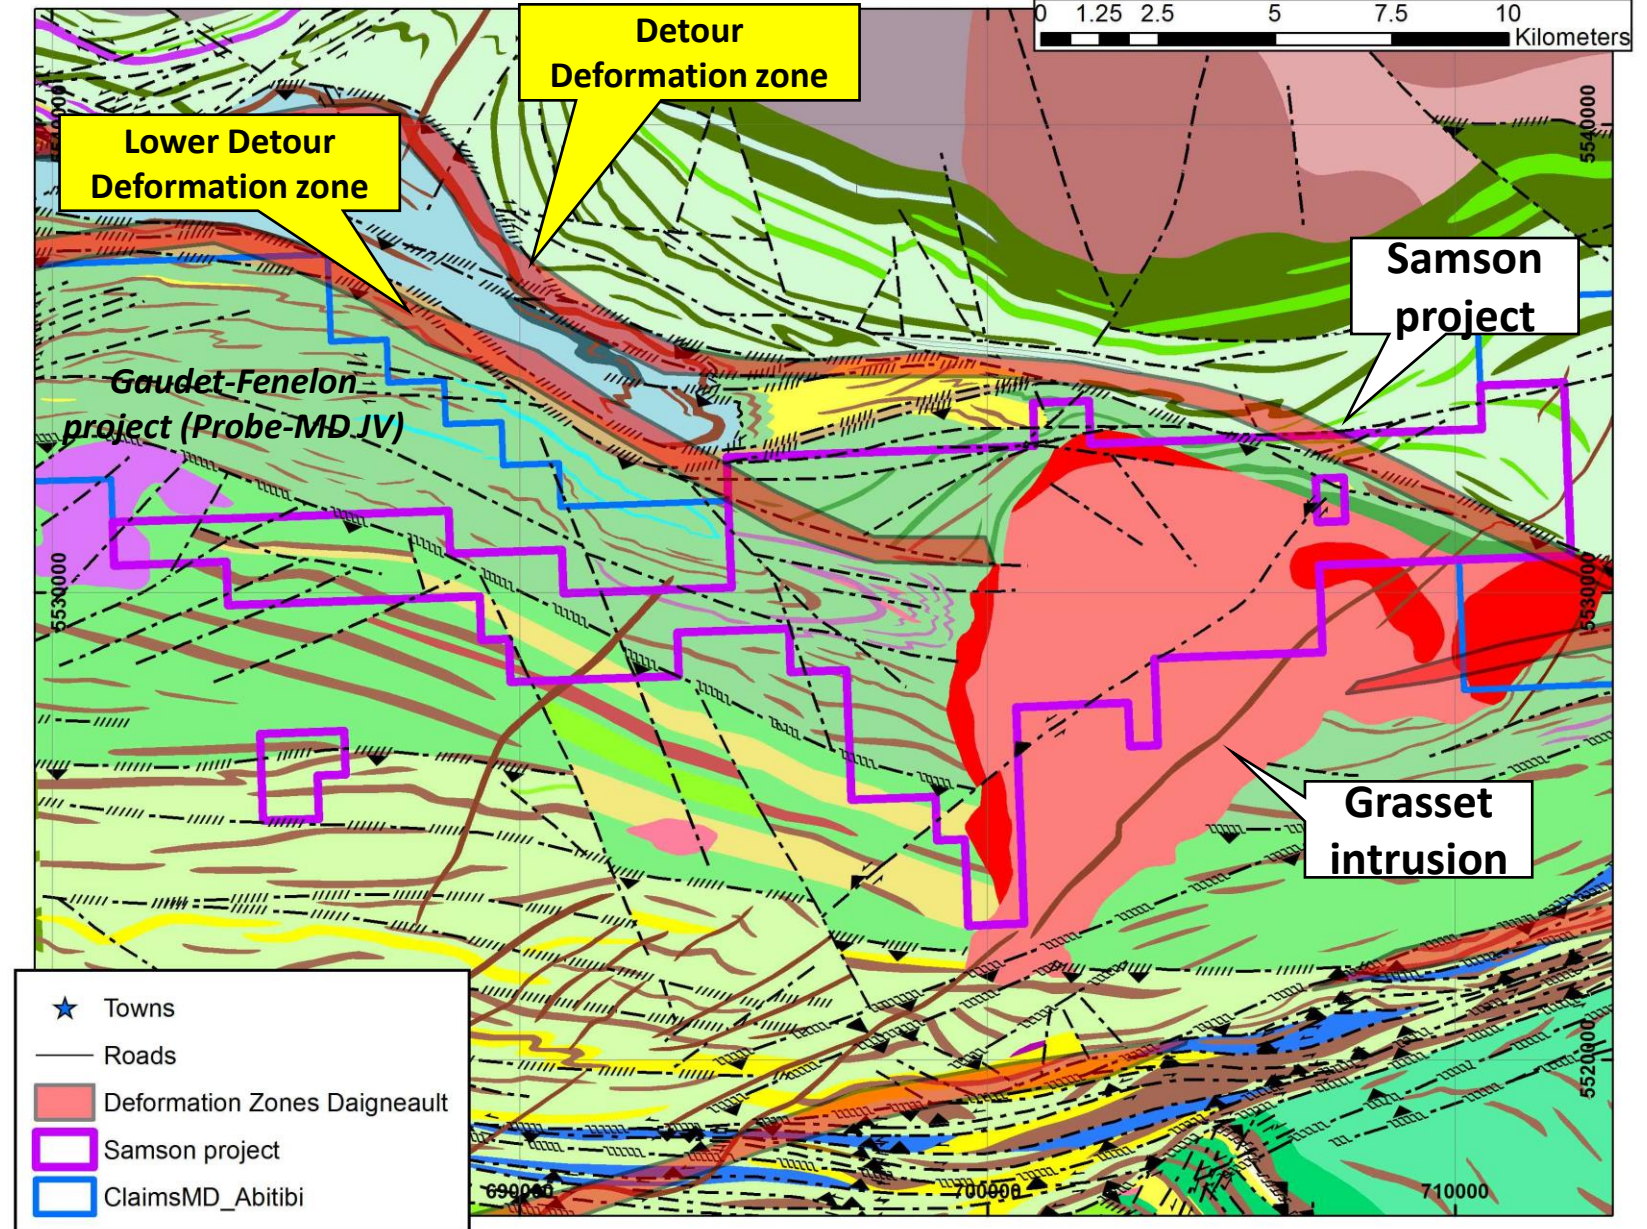 0 1.25 2.5 5 7.5 10
Kilometers
Detour
Deformation zone
Lower Detour
Deformation zone
5540000
Samson
project
Gaudet-Fenelon
project (Probe-MD JV)
5530000
5530000
Grasset
intrusion
5520000
690000
700000
710000
Towns
Roads
Deformation Zones Daigneault
Samson project
ClaimsMD_Abitibi